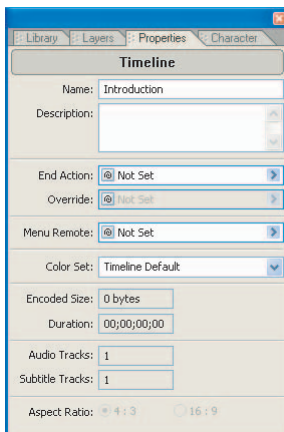 Library Layers Properties Character
Timeline
Name: Introduction
Description:
End Action: Not Set
Override: Not Set
Menu Remote: Not Set
Color Set: Timeline Default
Encoded Size: 0 bytes
Duration: 00;00;00;00
Audio Tracks: 1
Subtitle Tracks: 1
Aspect Ratio: 4 : 3 16 : 9